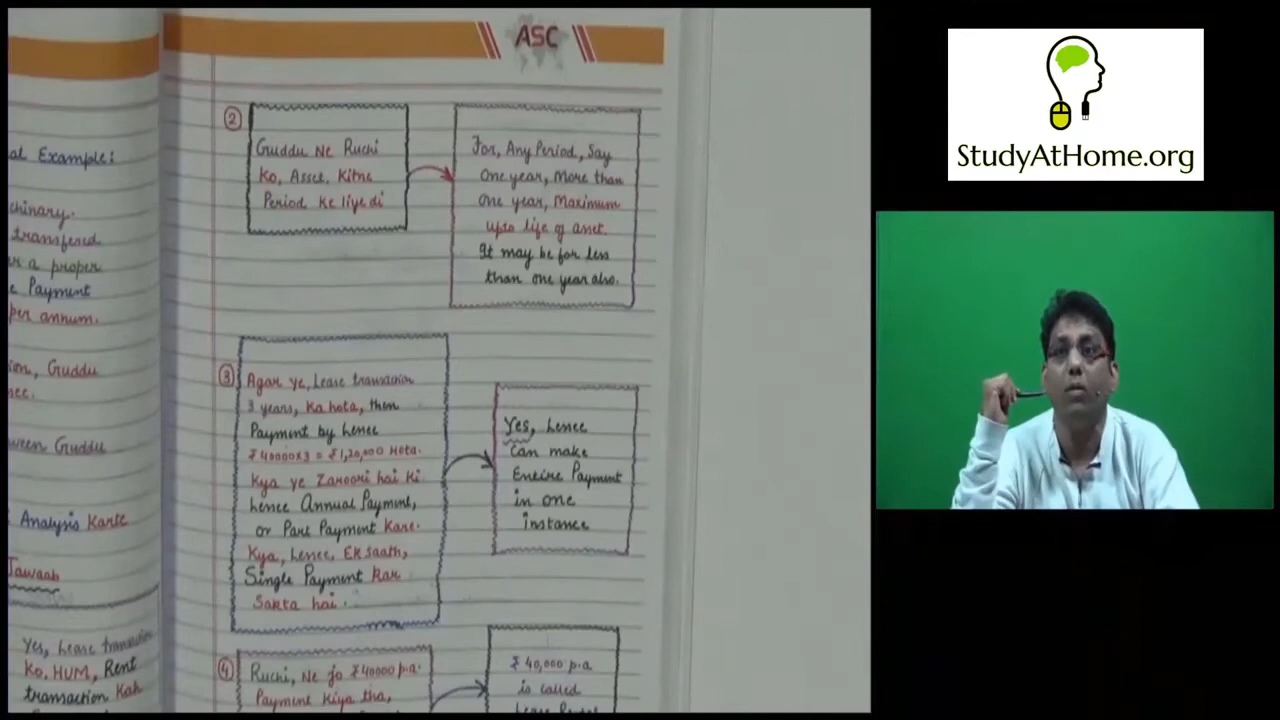 ASC
al Example:
chinary.
transfered
er a proper
e Payment
per annum.
ion, Guddu
ween Guddu
Analysis Karte
Jawaab
Yes, Lease transaction
Ko, HUM, Rent
transaction Kah
2
Guddu Ne Ruchi
Ko, Asset, Kitne
Period Ke liye di
For, Any Period, Say
one year, More than
one year, Maximum
upto life of asset.
It may be for less
than one year also.
3
Agar ye, Lease transaction
3 years, Ka hota, then
Payment by Lessee
₹40000x3 = ₹1,20,000 Hota.
Kya ye Zaroori hai Ki
Lessee Annual Payment,
or Part Payment Kare.
Kya, Lessee, Ek Saath,
Single Payment Kar
Sakta hai.
Yes, Lessee
Can make
Entire Payment
in one
instance
4
Ruchi, Ne jo ₹40000 p.a.
Payment Kiya tha,
₹40,000 p.a
is called
Lease Rental
StudyAtHome.org